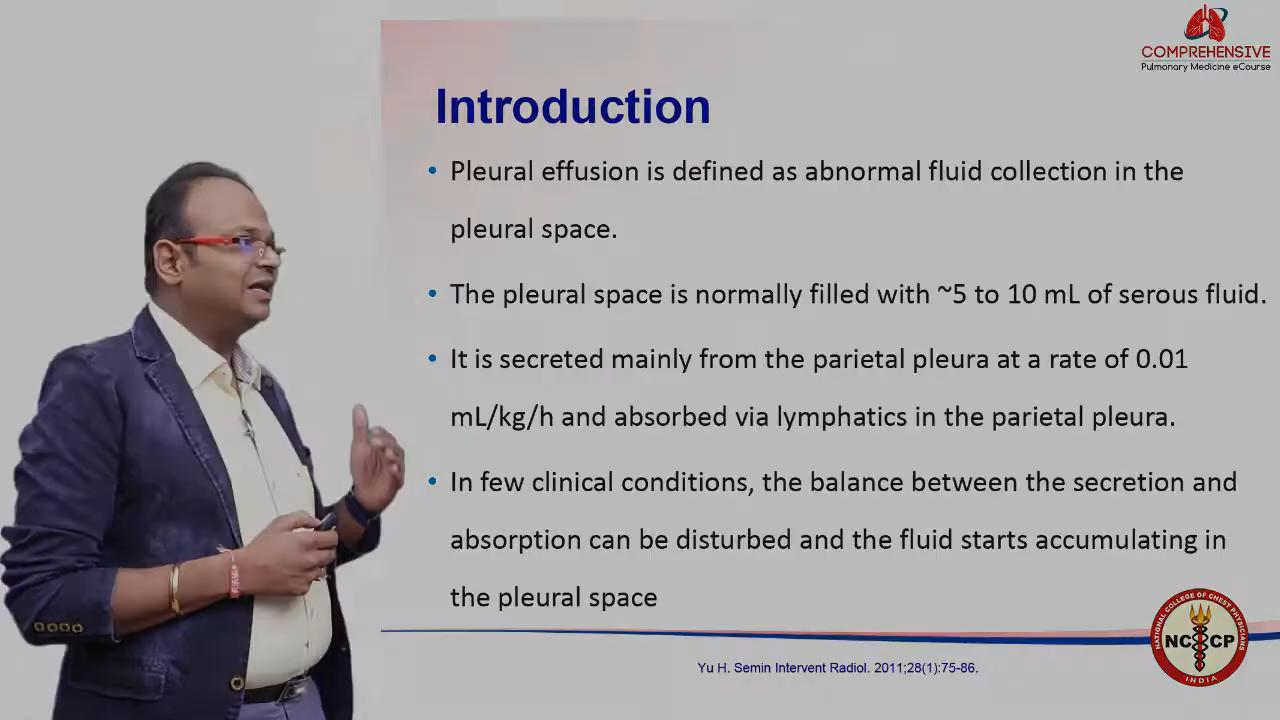 COMPREHENSIVE
Pulmonary Medicine eCourse
Introduction
• Pleural effusion is defined as abnormal fluid collection in the
pleural space.
• The pleural space is normally filled with ~5 to 10 mL of serous fluid.
• It is secreted mainly from the parietal pleura at a rate of 0.01
mL/kg/h and absorbed via lymphatics in the parietal pleura.
• In few clinical conditions, the balance between the secretion and
absorption can be disturbed and the fluid starts accumulating in
the pleural space
NATIONAL COLLEGE OF CHEST PHYSICIANS
NCCP
INDIA
Yu H. Semin Intervent Radiol. 2011;28(1):75-86.